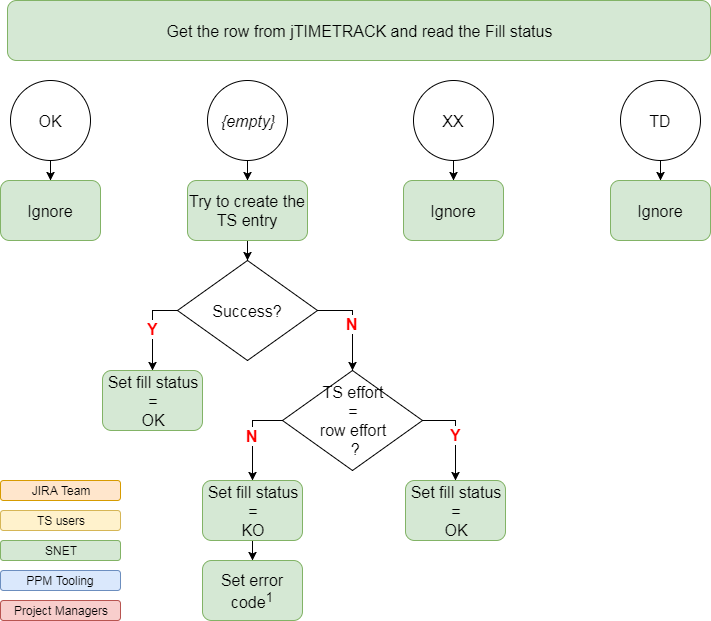 Get the row from jTIMETRACK and read the Fill status
OK
{empty}
XX
TD
Ignore
Try to create the
TS entry
Ignore
Ignore
Success?
Y
N
Set fill status
=
OK
TS effort
=
row effort
?
N
Y
Set fill status
=
KO
Set fill status
=
OK
Set error
code¹
JIRA Team
TS users
SNET
PPM Tooling
Project Managers